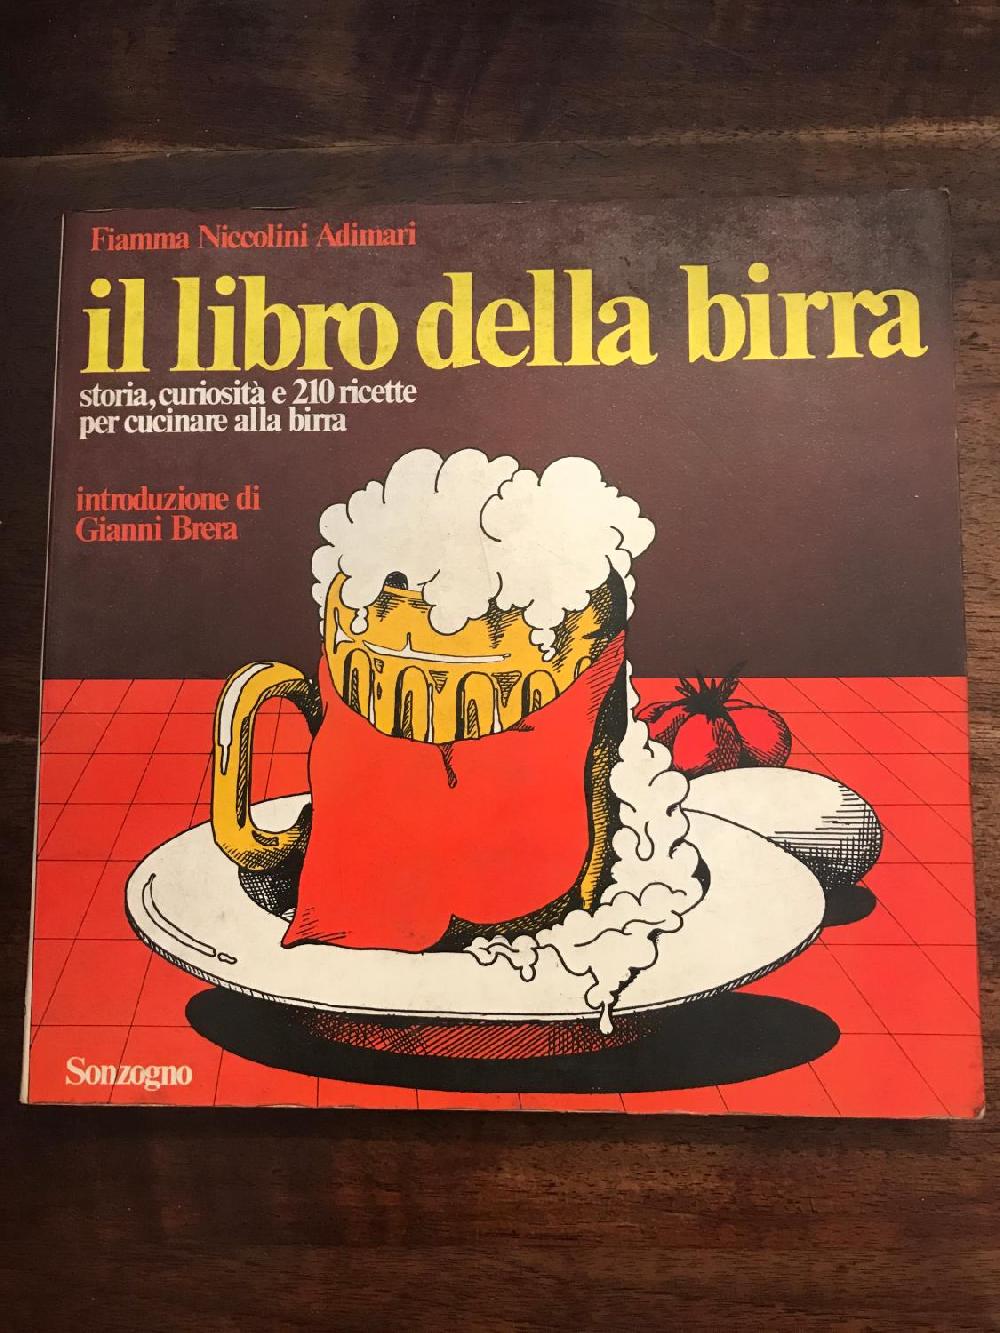 Fiamma Niccolini Adimari
il libro della birra
storia, curiosità e 210 ricette
per cucinare alla birra
introduzione di
Gianni Brera
Sonzogno